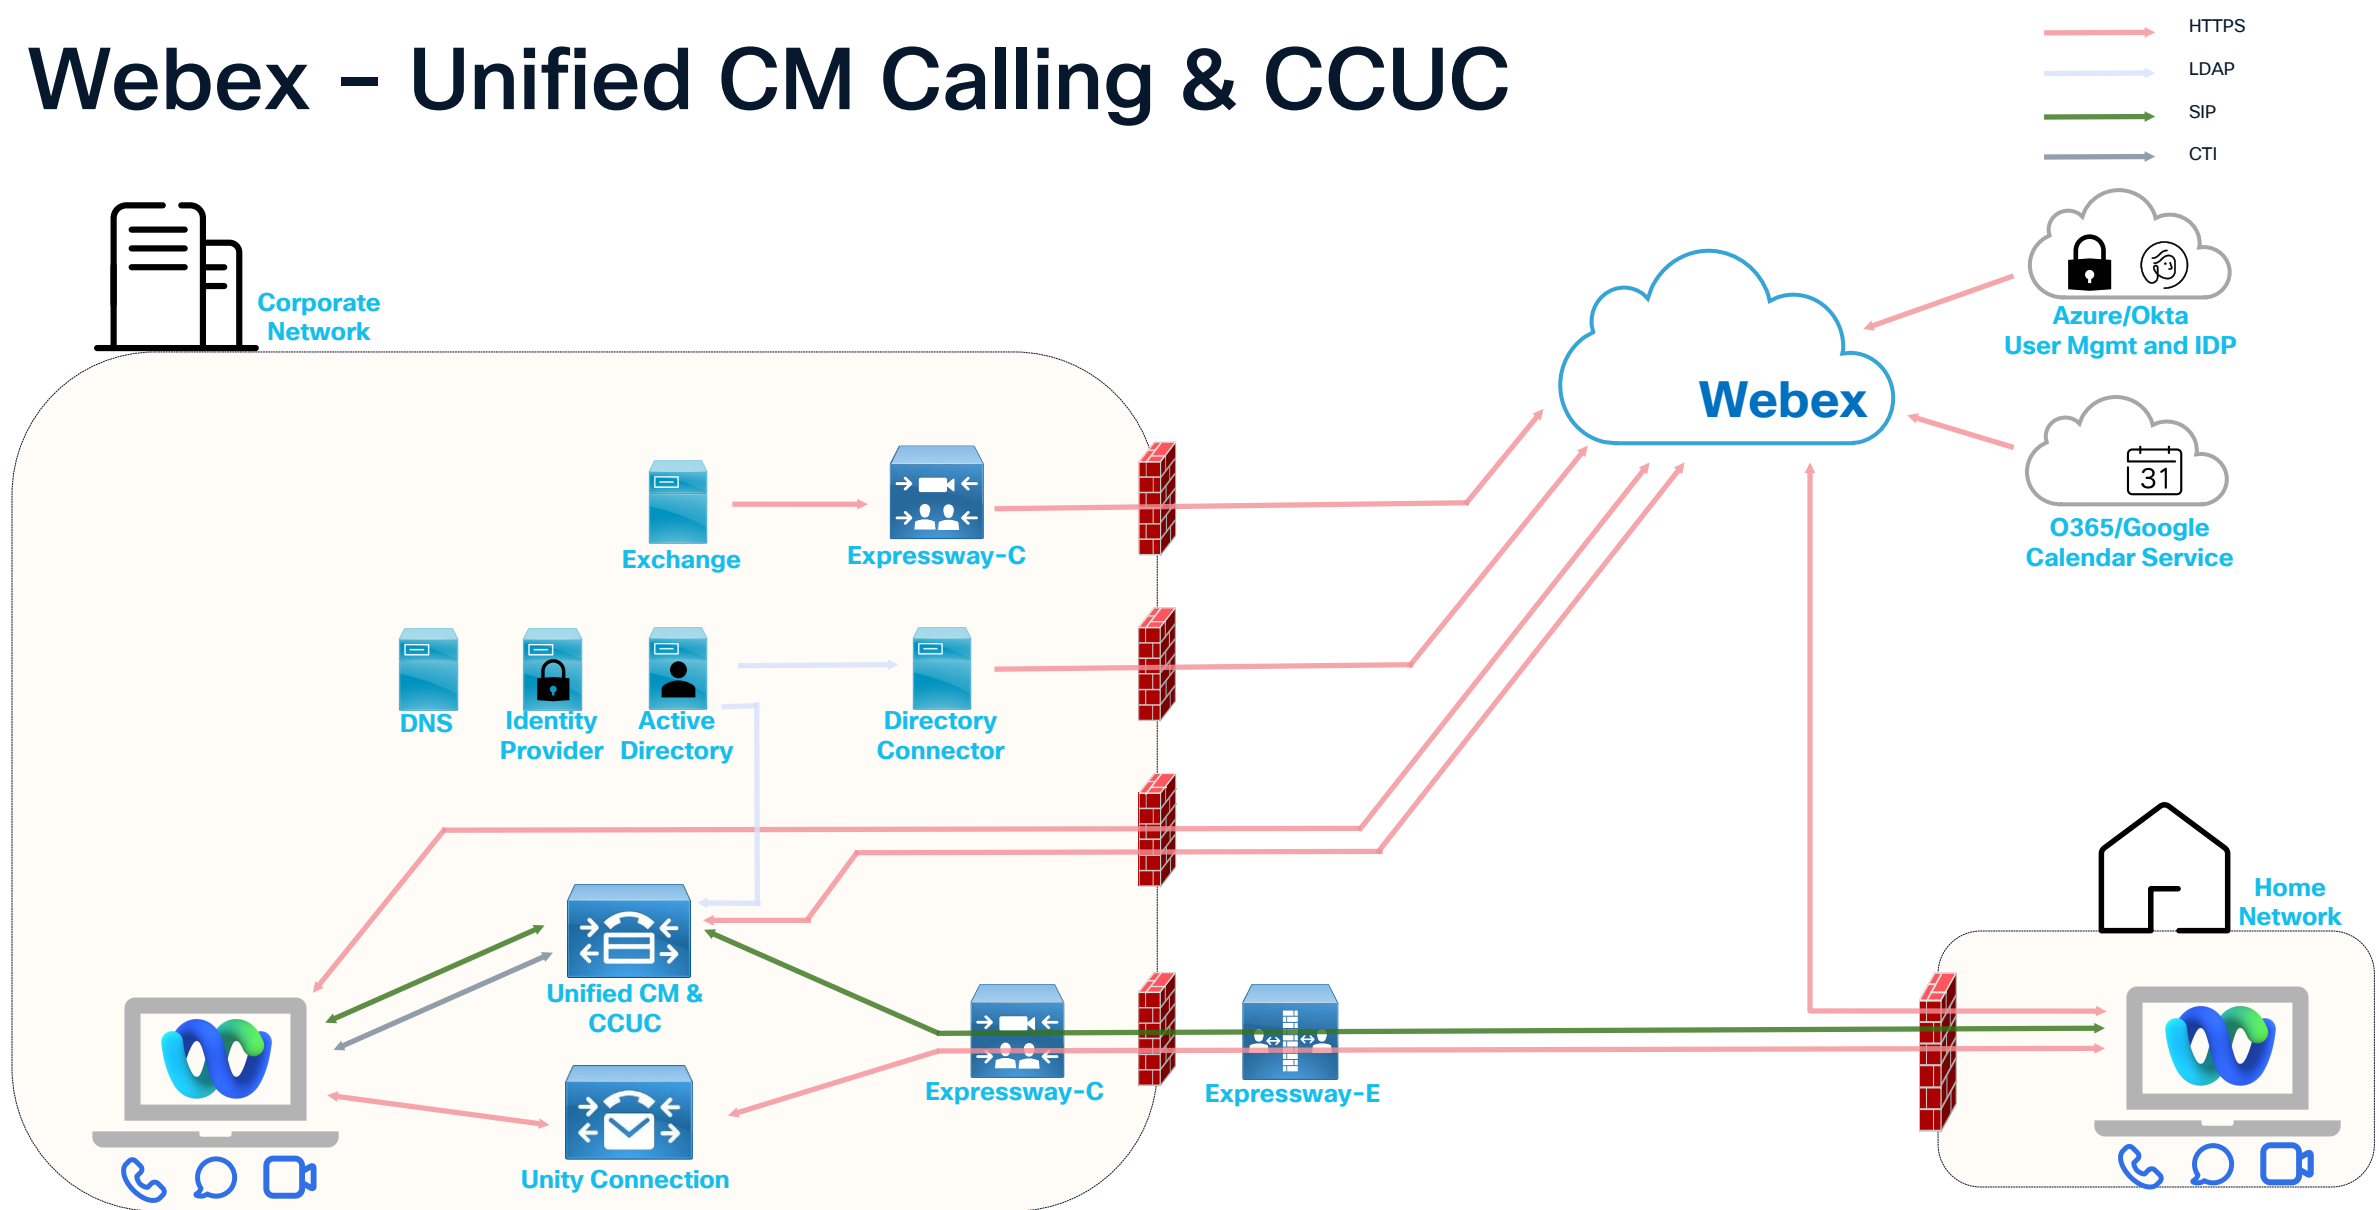 Webex – Unified CM Calling & CCUC
HTTPS
LDAP
SIP
CTI
Corporate
Network
Azure/Okta
User Mgmt and IDP
Webex
31
O365/Google
Calendar Service
Exchange
Expressway-C
DNS
Identity
Provider
Active
Directory
Directory
Connector
Home
Network
Unified CM &
CCUC
Expressway-C
Expressway-E
Unity Connection